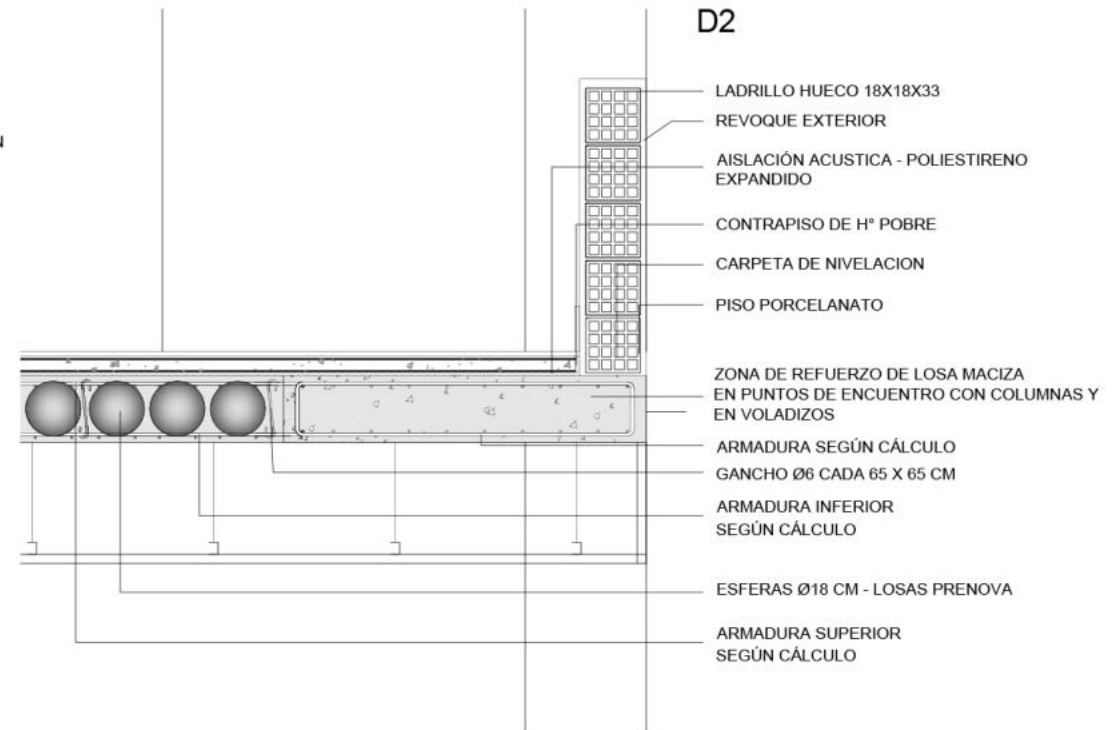 D2
LADRILLO HUECO 18X18X33
REVOQUE EXTERIOR
AISLACIÓN ACUSTICA - POLIESTIRENO
EXPANDIDO
CONTRAPISO DE Hº POBRE
CARPETA DE NIVELACION
PISO PORCELANATO
ZONA DE REFUERZO DE LOSA MACIZA
EN PUNTOS DE ENCUENTRO CON COLUMNAS Y
EN VOLADIZOS
ARMADURA SEGÚN CÁLCULO
GANCHO Ø6 CADA 65 X 65 CM
ARMADURA INFERIOR
SEGÚN CÁLCULO
ESFERAS Ø18 CM - LOSAS PRENOVA
ARMADURA SUPERIOR
SEGÚN CÁLCULO